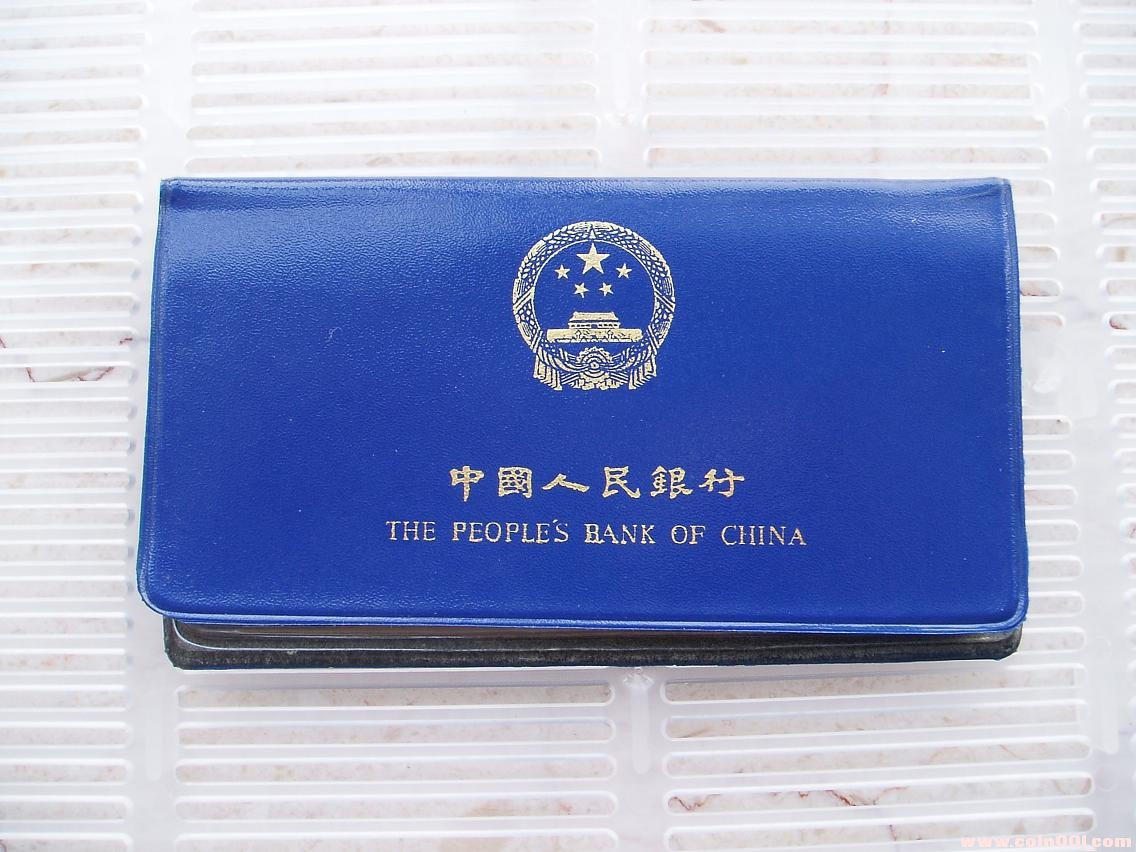 中國人民銀行
THE PEOPLE'S BANK OF CHINA
www.coin001.com